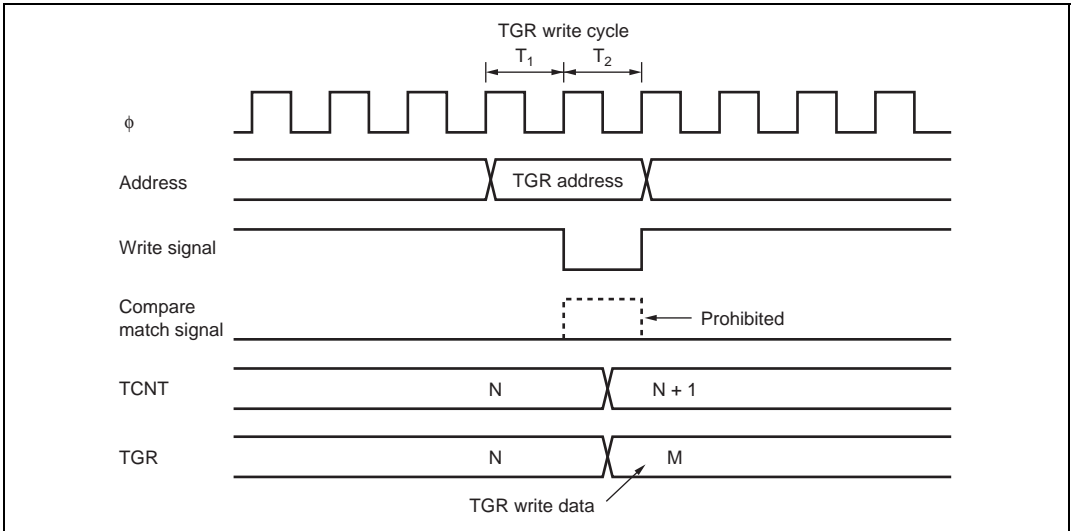 TGR write cycle
T₁ T₂
ϕ
Address TGR address
Write signal
Compare
match signal Prohibited
TCNT N N + 1
TGR N M
TGR write data